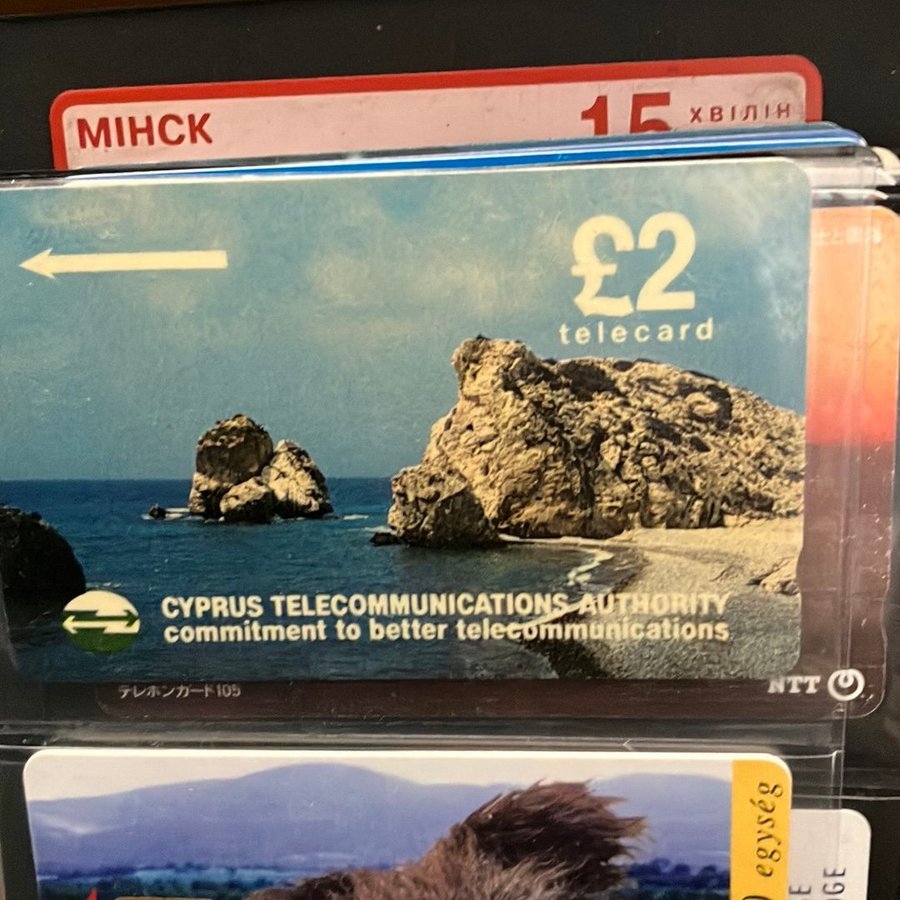 МІНСК
15 ХВІЛІН
£2
telecard
CYPRUS TELECOMMUNICATIONS AUTHORITY
commitment to better telecommunications
テレホンカード105
NTT
egység